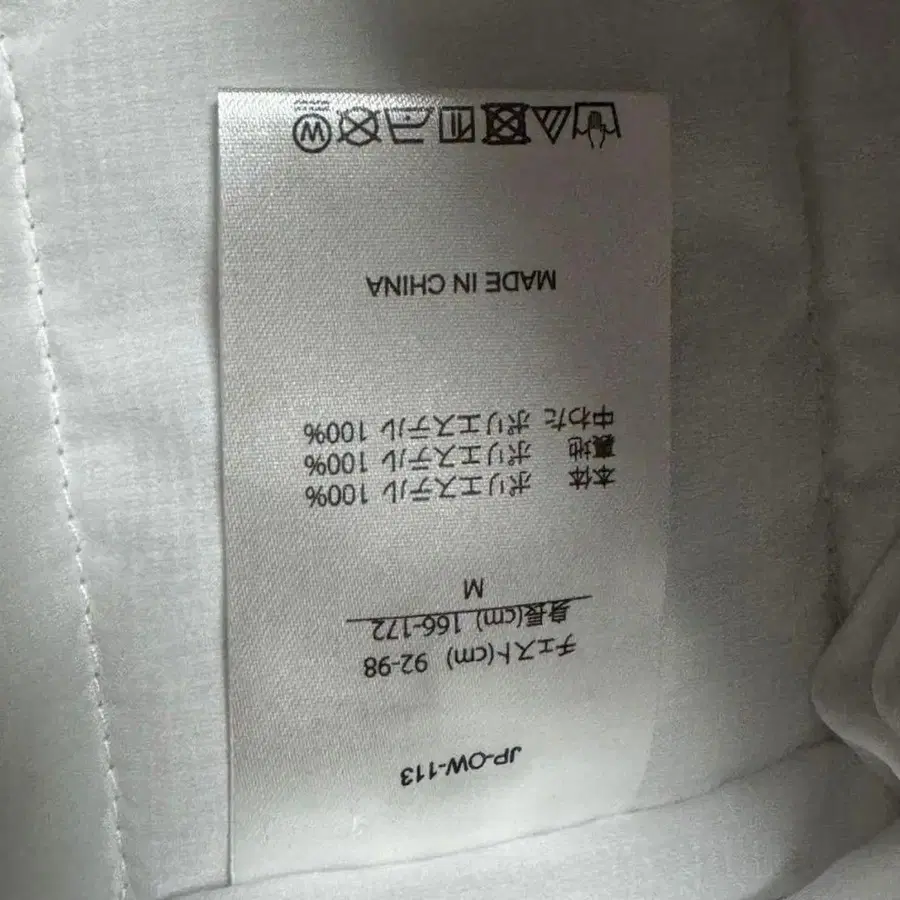 JP-OW-113
チェスト(cm) 92-98
身長(cm) 166-172
M
本体 ポリエステル 100%
裏地 ポリエステル 100%
中わた ポリエステル 100%
MADE IN CHINA
W